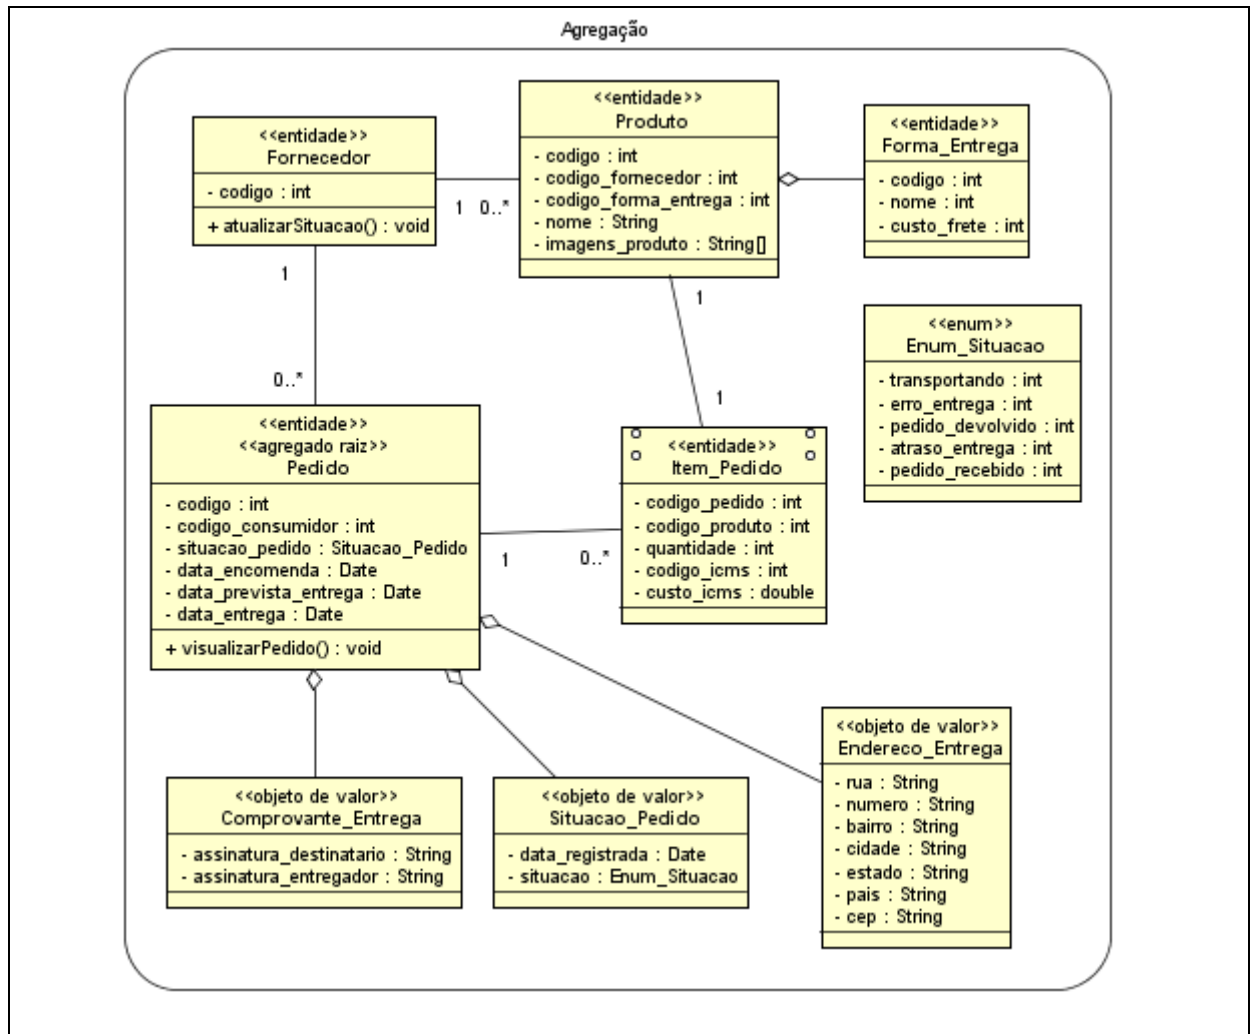 Agregação
<<entidade>>
Fornecedor
- codigo : int
+ atualizarSituacao() : void
1 0..*
<<entidade>>
Produto
- codigo : int
- codigo_fornecedor : int
- codigo_forma_entrega : int
- nome : String
- imagens_produto : String[]
<<entidade>>
Forma_Entrega
- codigo : int
- nome : int
- custo_frete : int
1
0..*
1
1
<<enum>>
Enum_Situacao
- transportando : int
- erro_entrega : int
- pedido_devolvido : int
- atraso_entrega : int
- pedido_recebido : int
<<entidade>>
<<agregado raiz>>
Pedido
- codigo : int
- codigo_consumidor : int
- situacao_pedido : Situacao_Pedido
- data_encomenda : Date
- data_prevista_entrega : Date
- data_entrega : Date
+ visualizarPedido() : void
1 0..*
<<entidade>>
Item_Pedido
- codigo_pedido : int
- codigo_produto : int
- quantidade : int
- codigo_icms : int
- custo_icms : double
<<objeto de valor>>
Comprovante_Entrega
- assinatura_destinatario : String
- assinatura_entregador : String
<<objeto de valor>>
Situacao_Pedido
- data_registrada : Date
- situacao : Enum_Situacao
<<objeto de valor>>
Endereco_Entrega
- rua : String
- numero : String
- bairro : String
- cidade : String
- estado : String
- pais : String
- cep : String